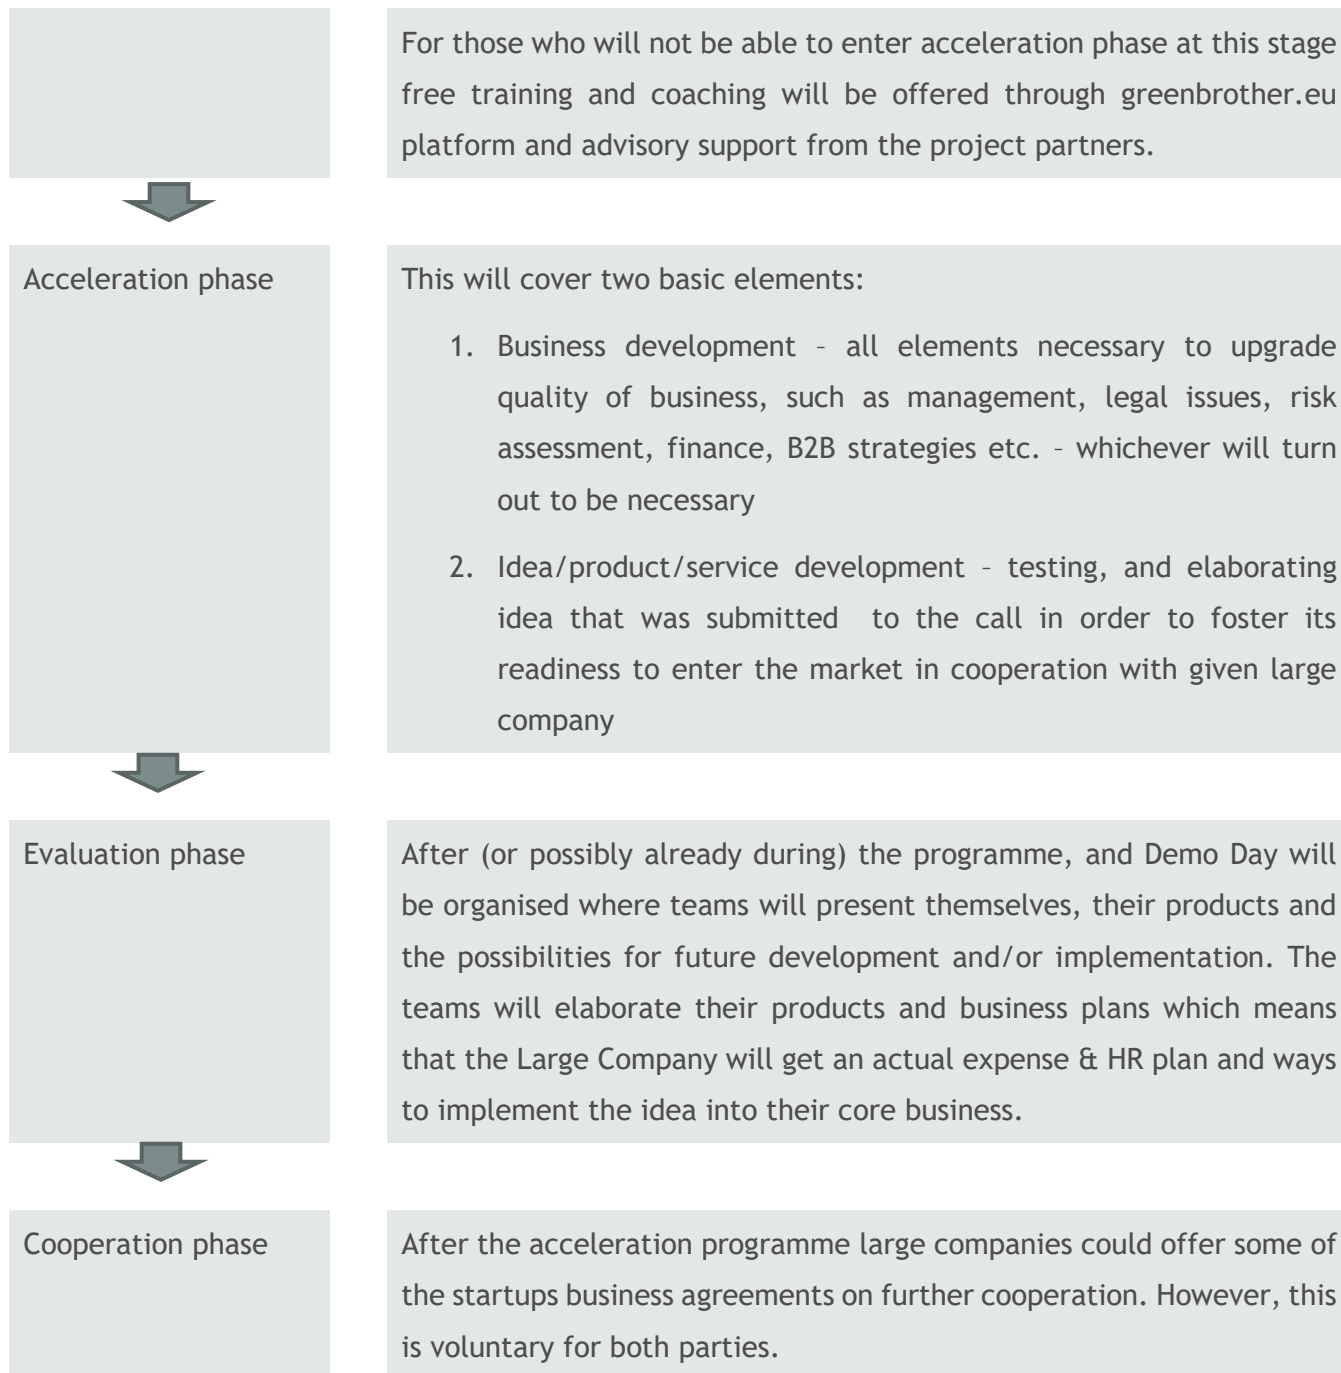 For those who will not be able to enter acceleration phase at this stage
free training and coaching will be offered through greenbrother.eu
platform and advisory support from the project partners.
Acceleration phase
This will cover two basic elements:
1. Business development – all elements necessary to upgrade
quality of business, such as management, legal issues, risk
assessment, finance, B2B strategies etc. – whichever will turn
out to be necessary
2. Idea/product/service development – testing, and elaborating
idea that was submitted  to the call in order to foster its
readiness to enter the market in cooperation with given large
company
Evaluation phase
After (or possibly already during) the programme, and Demo Day will
be organised where teams will present themselves, their products and
the possibilities for future development and/or implementation. The
teams will elaborate their products and business plans which means
that the Large Company will get an actual expense & HR plan and ways
to implement the idea into their core business.
Cooperation phase
After the acceleration programme large companies could offer some of
the startups business agreements on further cooperation. However, this
is voluntary for both parties.